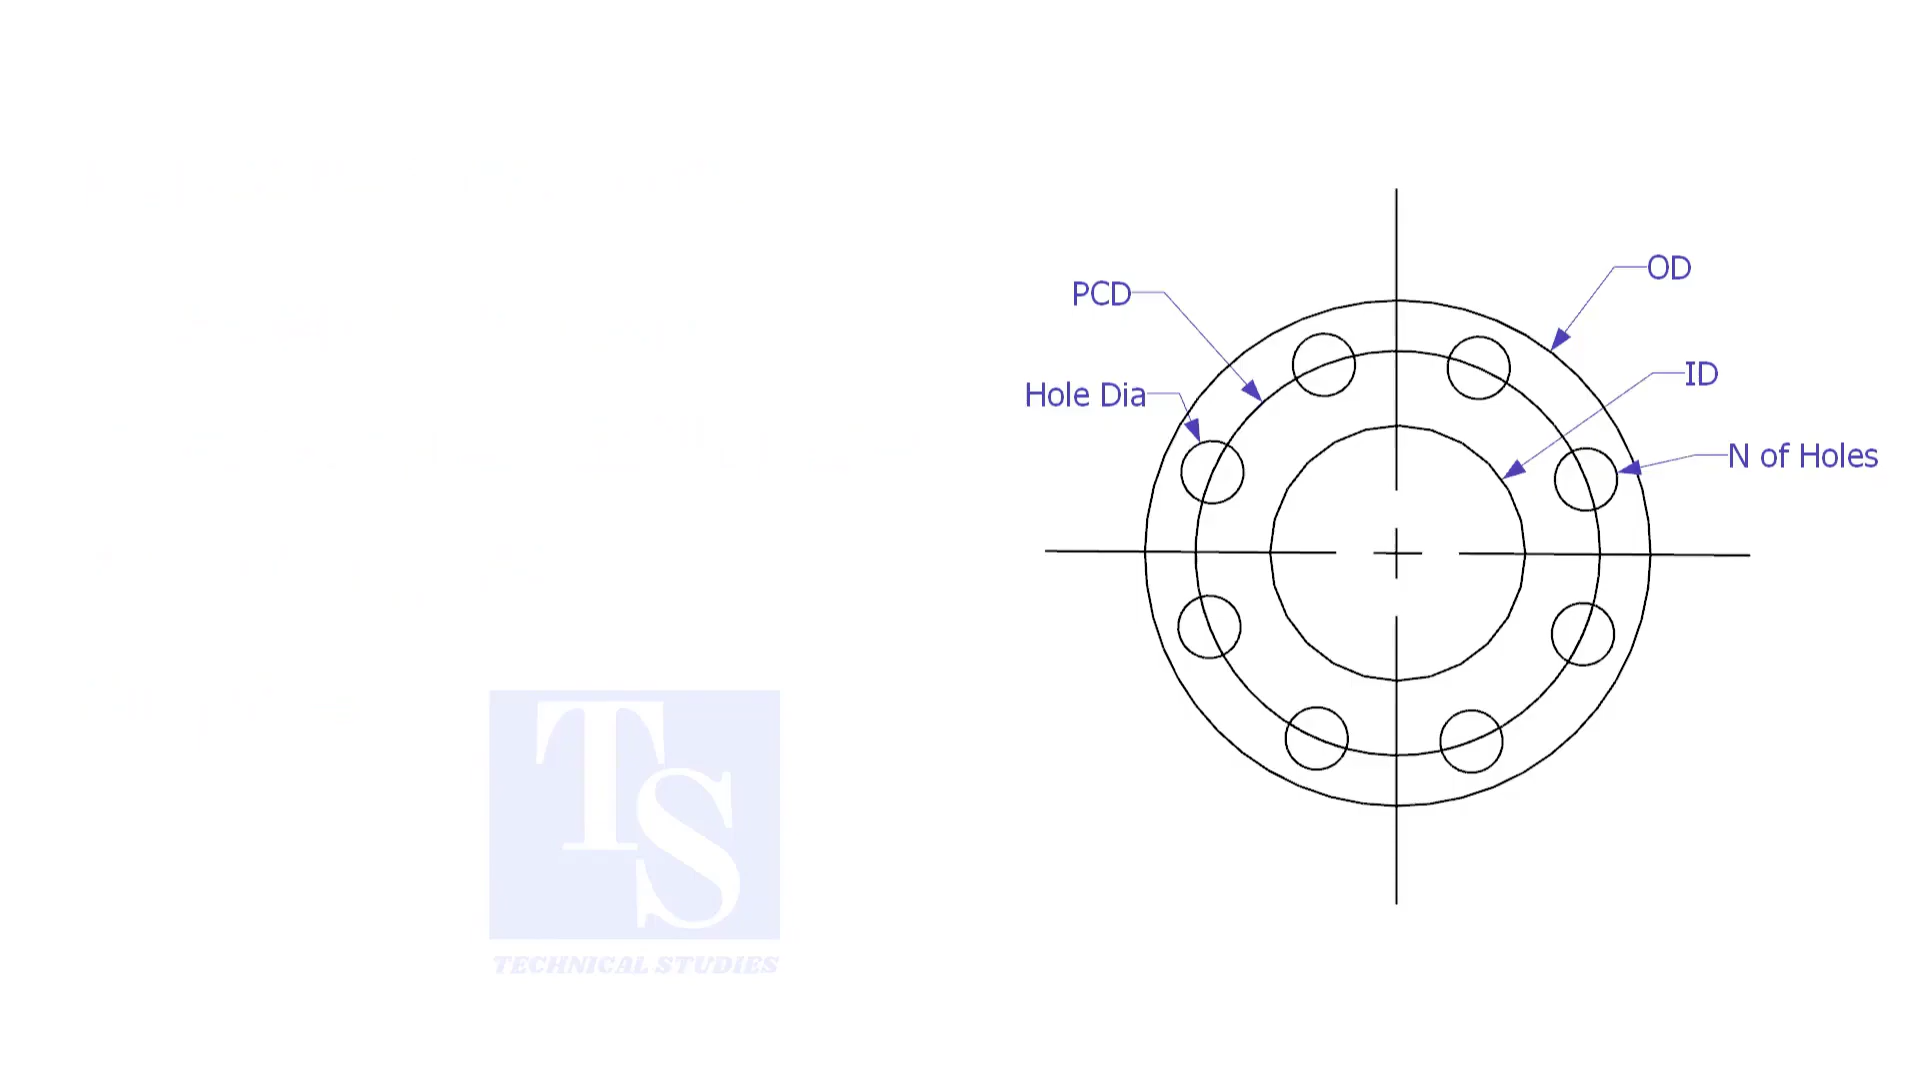 OD
PCD
ID
Hole Dia
N of Holes
TS
TECHNICAL STUDIES